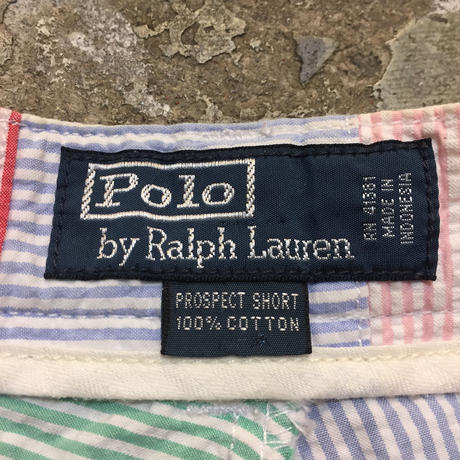 Polo
by Ralph Lauren
RN 41381
MADE IN
INDONESIA
PROSPECT SHORT
100% COTTON